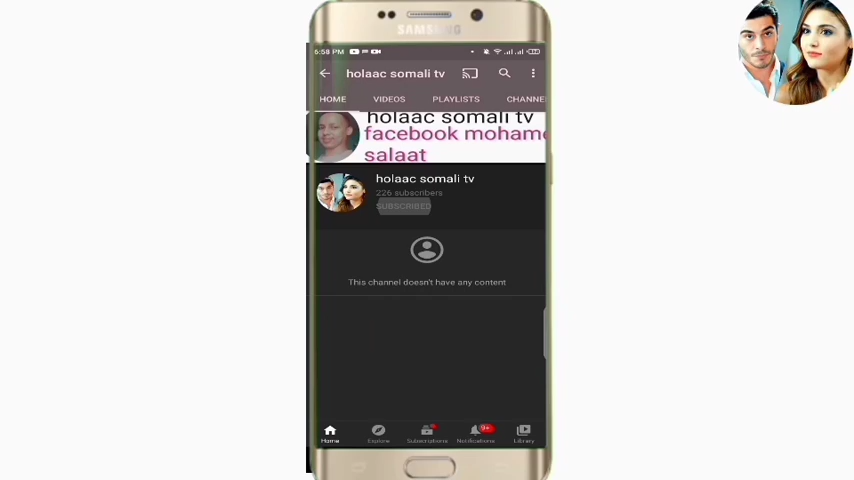 SAMSUNG
6:58 PM
holaac somali tv
HOME VIDEOS PLAYLISTS CHANNE
holaac somali tv
facebook mohame
salaat
holaac somali tv
226 subscribers
SUBSCRIBED
This channel doesn't have any content
9+
Home Explore Subscriptions Notifications Library